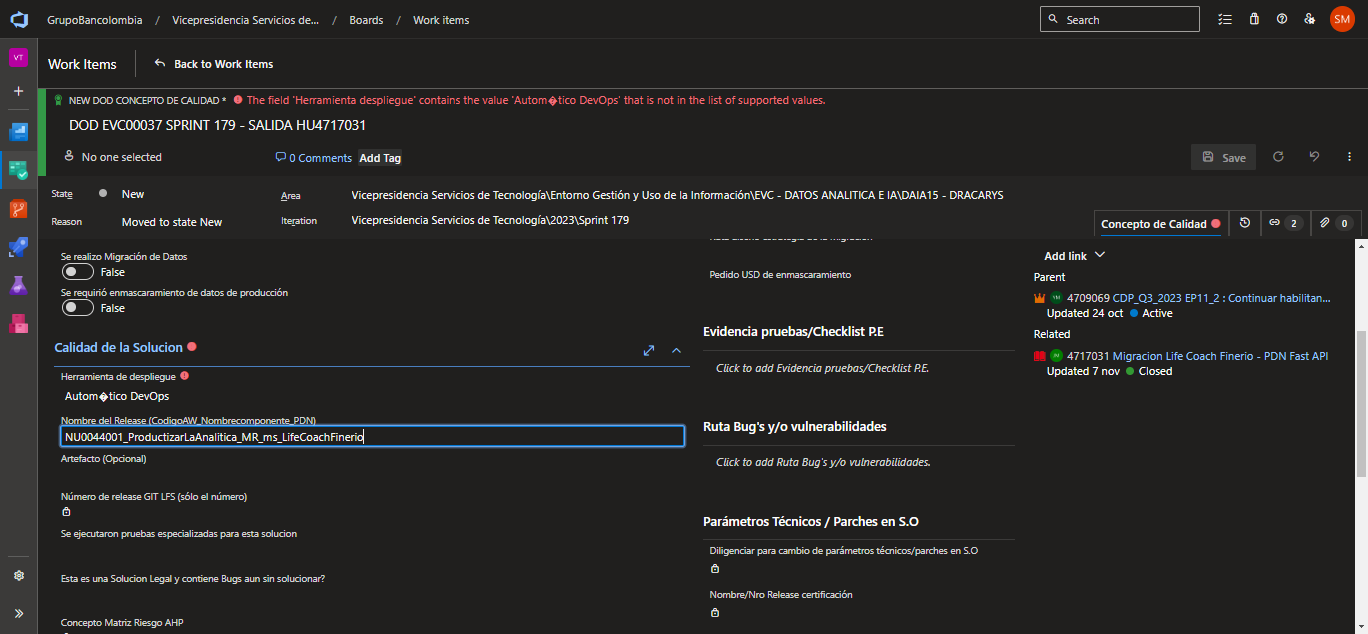 GrupoBancolombia / Vicepresidencia Servicios de... / Boards / Work items
Search
SM
VT
Work Items
Back to Work Items
NEW DOD CONCEPTO DE CALIDAD * The field 'Herramienta despliegue' contains the value 'Autom�tico DevOps' that is not in the list of supported values.
DOD EVC00037 SPRINT 179 - SALIDA HU4717031
No one selected
0 Comments
Add Tag
Save
State
New
Area
Vicepresidencia Servicios de Tecnología\Entorno Gestión y Uso de la Información\EVC - DATOS ANALITICA E IA\DAIA15 - DRACARYS
Reason
Moved to state New
Iteration
Vicepresidencia Servicios de Tecnología\2023\Sprint 179
Concepto de Calidad
2
0
Se realizo Migración de Datos
False
Se requirió enmascaramiento de datos de producción
False
Calidad de la Solucion
Herramienta de despliegue
Autom�tico DevOps
Nombre del Release (CodigoAW_Nombrecomponente_PDN)
NU0044001_ProductizarLaAnalitica_MR_ms_LifeCoachFinerio
Artefacto (Opcional)
Número de release GIT LFS (sólo el número)
Se ejecutaron pruebas especializadas para esta solucion
Esta es una Solucion Legal y contiene Bugs aun sin solucionar?
Concepto Matriz Riesgo AHP
Pedido USD de enmascaramiento
Evidencia pruebas/Checklist P.E
Click to add Evidencia pruebas/Checklist P.E.
Ruta Bug's y/o vulnerabilidades
Click to add Ruta Bug's y/o vulnerabilidades.
Parámetros Técnicos / Parches en S.O
Diligenciar para cambio de parámetros técnicos/parches en S.O
Nombre/Nro Release certificación
Add link
Parent
4709069 CDP_Q3_2023 EP11_2 : Continuar habilitan...
Updated 24 oct Active
Related
4717031 Migracion Life Coach Finerio - PDN Fast API
Updated 7 nov Closed